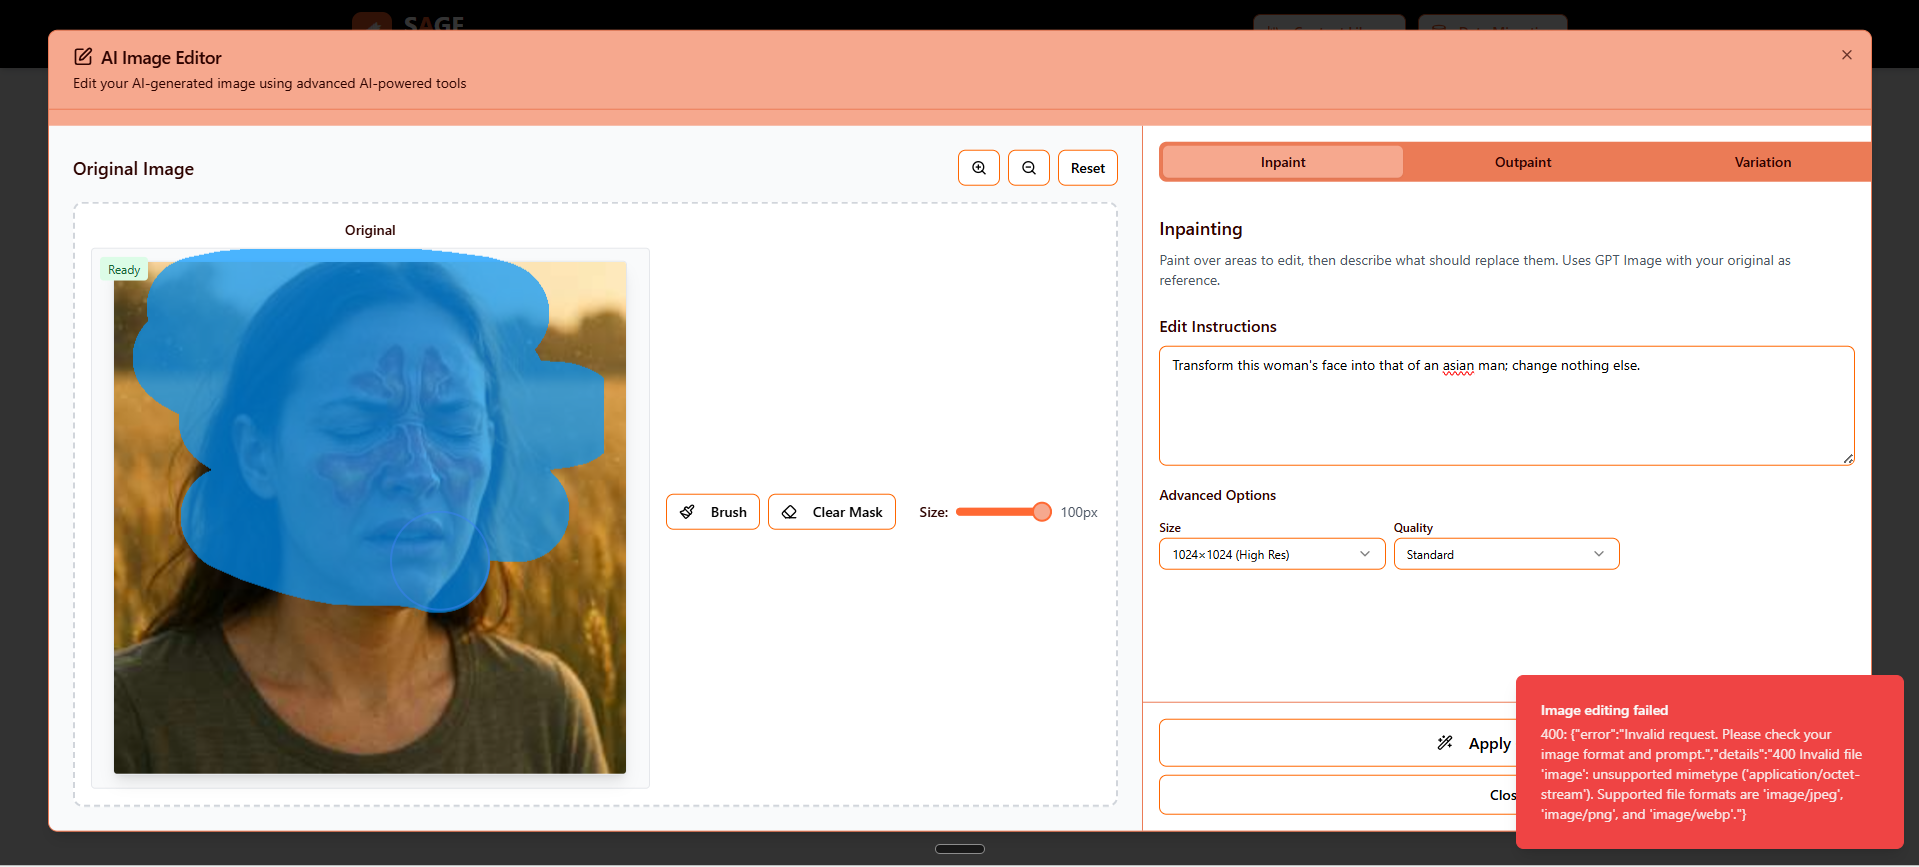 SAGE
AI Image Editor
Edit your AI-generated image using advanced AI-powered tools
Original Image
Reset
Original
Ready
Brush
Clear Mask
Size:
100px
Inpaint
Outpaint
Variation
Inpainting
Paint over areas to edit, then describe what should replace them. Uses GPT Image with your original as
reference.
Edit Instructions
Transform this woman's face into that of an asian man; change nothing else.
Advanced Options
Size
Quality
1024×1024 (High Res)
Standard
Apply
Clos
Image editing failed
400: {"error":"Invalid request. Please check your
image format and prompt.","details":"400 Invalid file
'image': unsupported mimetype ('application/octet-
stream'). Supported file formats are 'image/jpeg',
'image/png', and 'image/webp'."}